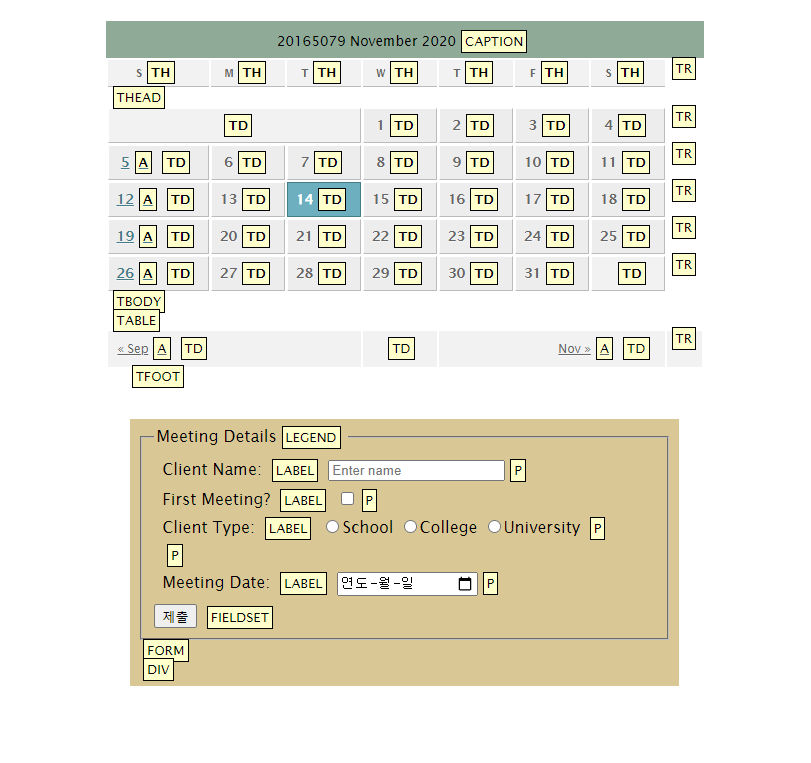 20165079 November 2020 CAPTION
S TH M TH T TH W TH T TH F TH S TH TR
THEAD
TD 1 TD 2 TD 3 TD 4 TD TR
5 A TD 6 TD 7 TD 8 TD 9 TD 10 TD 11 TD TR
12 A TD 13 TD 14 TD 15 TD 16 TD 17 TD 18 TD TR
19 A TD 20 TD 21 TD 22 TD 23 TD 24 TD 25 TD TR
26 A TD 27 TD 28 TD 29 TD 30 TD 31 TD TD TR
TBODY
TABLE
« Sep A TD TD Nov » A TD TR
TFOOT
Meeting Details LEGEND
Client Name: LABEL Enter name P
First Meeting? LABEL P
Client Type: LABEL School College University P
P
Meeting Date: LABEL 연도-월-일 P
제출 FIELDSET
FORM
DIV